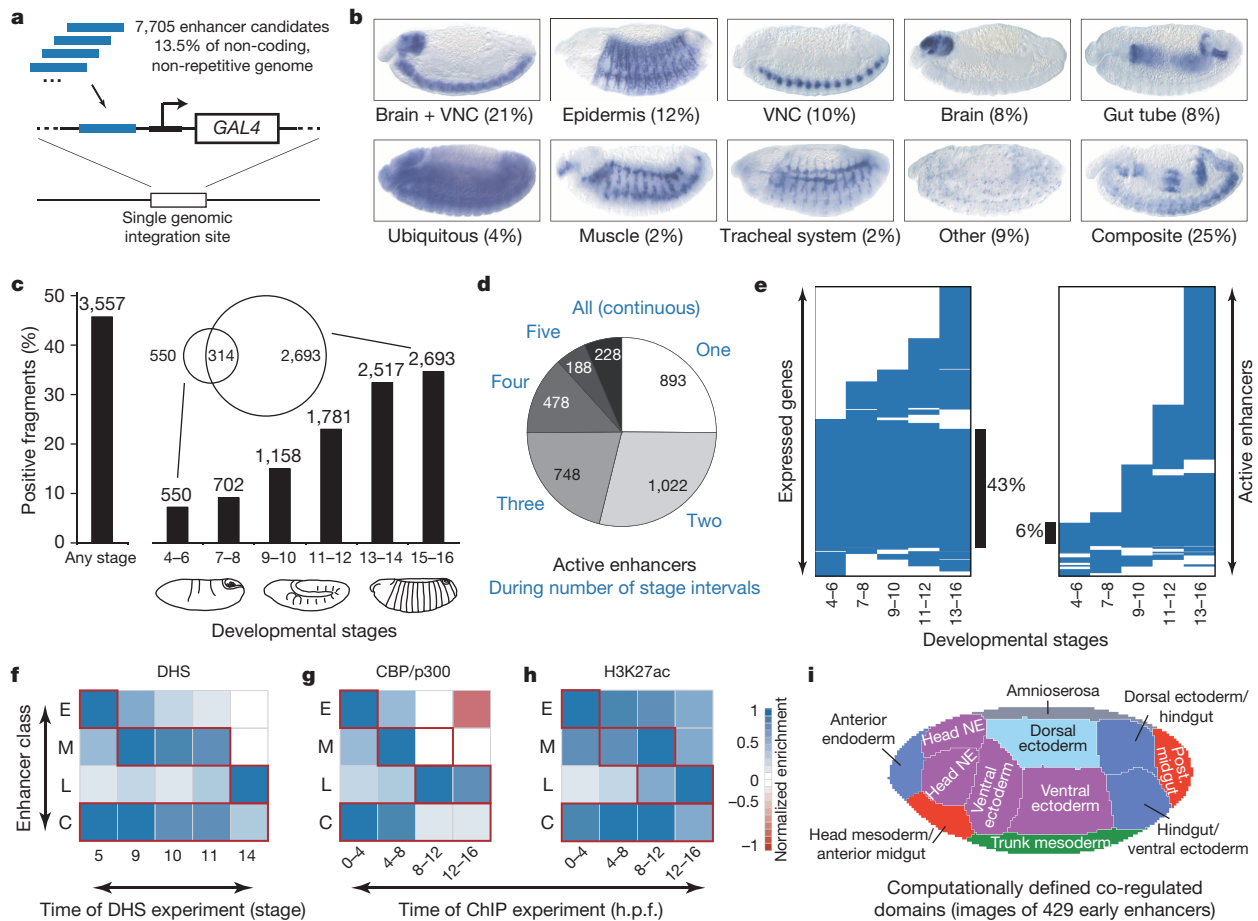 a
7,705 enhancer candidates
13.5% of non-coding,
non-repetitive genome
...
GAL4
Single genomic
integration site
b
Brain + VNC (21%)
Epidermis (12%)
VNC (10%)
Brain (8%)
Gut tube (8%)
Ubiquitous (4%)
Muscle (2%)
Tracheal system (2%)
Other (9%)
Composite (25%)
c
Positive fragments (%)
50
40
30
20
10
0
3,557
550
314
2,693
550
702
1,158
1,781
2,517
2,693
Any stage
4–6
7–8
9–10
11–12
13–14
15–16
Developmental stages
d
All (continuous)
Five
Four
Three
Two
One
228
188
478
748
1,022
893
Active enhancers
During number of stage intervals
e
Expressed genes
43%
6%
Active enhancers
4–6
7–8
9–10
11–12
13–16
4–6
7–8
9–10
11–12
13–16
Developmental stages
f
DHS
Enhancer class
E
M
L
C
5
9
10
11
14
Time of DHS experiment (stage)
g
CBP/p300
E
M
L
C
0–4
4–8
8–12
12–16
h
H3K27ac
E
M
L
C
0–4
4–8
8–12
12–16
Time of ChIP experiment (h.p.f.)
1
0.5
0
−0.5
−1
Normalized enrichment
i
Amnioserosa
Anterior
endoderm
Dorsal ectoderm/
hindgut
Head NE
Head NE
Dorsal
ectoderm
Ventral
ectoderm
Ventral
ectoderm
Post.
midgut
Head mesoderm/
anterior midgut
Trunk mesoderm
Hindgut/
ventral ectoderm
Computationally defined co-regulated
domains (images of 429 early enhancers)